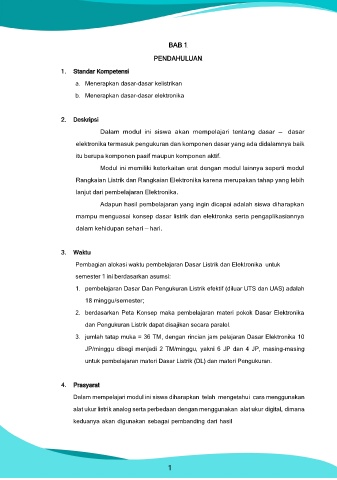 BAB 1
PENDAHULUAN
1. Standar Kompetensi
a. Menerapkan dasar-dasar kelistrikan
b. Menerapkan dasar-dasar elektronika
2. Deskripsi
Dalam modul ini siswa akan mempelajari tentang dasar – dasar
elektronika termasuk pengukuran dan komponen dasar yang ada didalamnya baik
itu berupa komponen pasif maupun komponen aktif.
Modul ini memiliki keterkaitan erat dengan modul lainnya seperti modul
Rangkaian Listrik dan Rangkaian Elektronika karena merupakan tahap yang lebih
lanjut dari pembelajaran Elektronika.
Adapun hasil pembelajaran yang ingin dicapai adalah siswa diharapkan
mampu menguasai konsep dasar listrik dan elektronka serta pengaplikasiannya
dalam kehidupan sehari – hari.
3. Waktu
Pembagian alokasi waktu pembelajaran Dasar Listrik dan Elektronika untuk
semester 1 ini berdasarkan asumsi:
1. pembelajaran Dasar Dan Pengukuran Listrik efektif (diluar UTS dan UAS) adalah
18 minggu/semester;
2. berdasarkan Peta Konsep maka pembelajaran materi pokok Dasar Elektronika
dan Pengukuran Listrik dapat disajikan secara paralel.
3. jumlah tatap muka = 36 TM, dengan rincian jam pelajaran Dasar Elektronika 10
JP/minggu dibagi menjadi 2 TM/minggu, yakni 6 JP dan 4 JP, masing-masing
untuk pembelajaran materi Dasar Listrik (DL) dan materi Pengukuran.
4. Prasyarat
Dalam mempelajari modul ini siswa diharapkan telah mengetahui cara menggunakan
alat ukur listrik analog serta perbedaan dengan menggunakan alat ukur digital, dimana
keduanya akan digunakan sebagai pembanding dari hasil
1